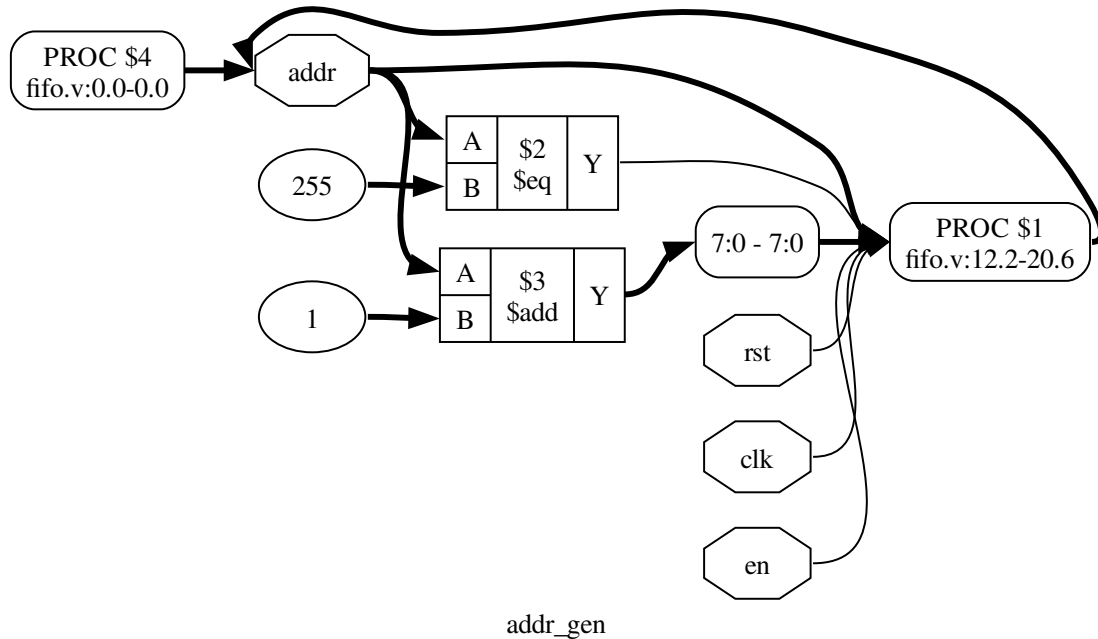 PROC $4
fifo.v:0.0-0.0
addr
255
1
A
B
$2
$eq
Y
A
B
$3
$add
Y
7:0 - 7:0
rst
clk
en
PROC $1
fifo.v:12.2-20.6
addr_gen